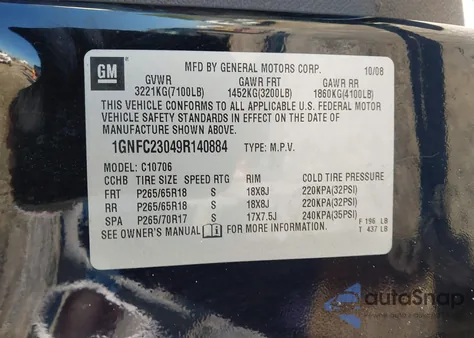 GM
MFD BY GENERAL MOTORS CORP. 10/08
GVWR GAWR FRT GAWR RR
3221KG(7100LB) 1452KG(3200LB) 1860KG(4100LB)
THIS VEHICLE CONFORMS TO ALL APPLICABLE U.S. FEDERAL MOTOR
VEHICLE SAFETY STANDARDS IN EFFECT ON THE DATE OF
MANUFACTURE SHOWN ABOVE.
1GNFC23049R140884 TYPE: M.P.V.
C10706
CCHB TIRE SIZE SPEED RTG RIM COLD TIRE PRESSURE
FRT P265/65R18 S 18X8J 220KPA(32PSI)
RR P265/65R18 S 18X8J 220KPA(32PSI)
SPA P265/70R17 S 17X7.5J 240KPA(35PSI) F 196 LB
SEE OWNER'S MANUAL FOR MORE INFORMATION. T 437 LB
autoSnap